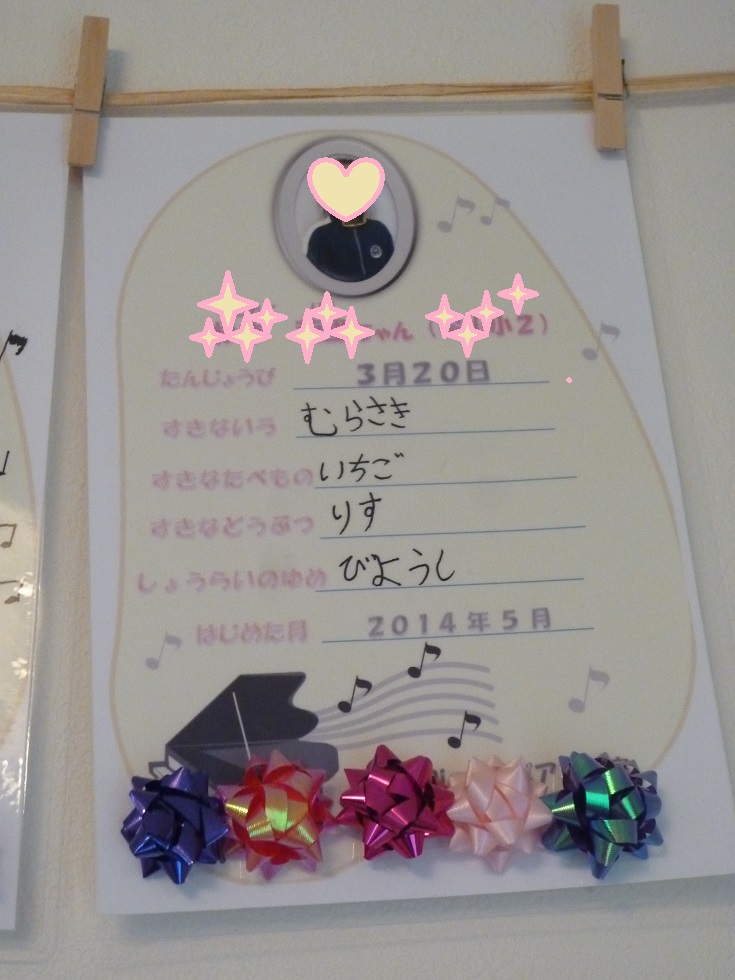 ちゃん（ 小2）
たんじょうび 3月20日
すきないろ むらさき
すきなたべもの いちご
すきなどうぶつ りす
しょうらいのゆめ びようし
はじめた月 2014年5月